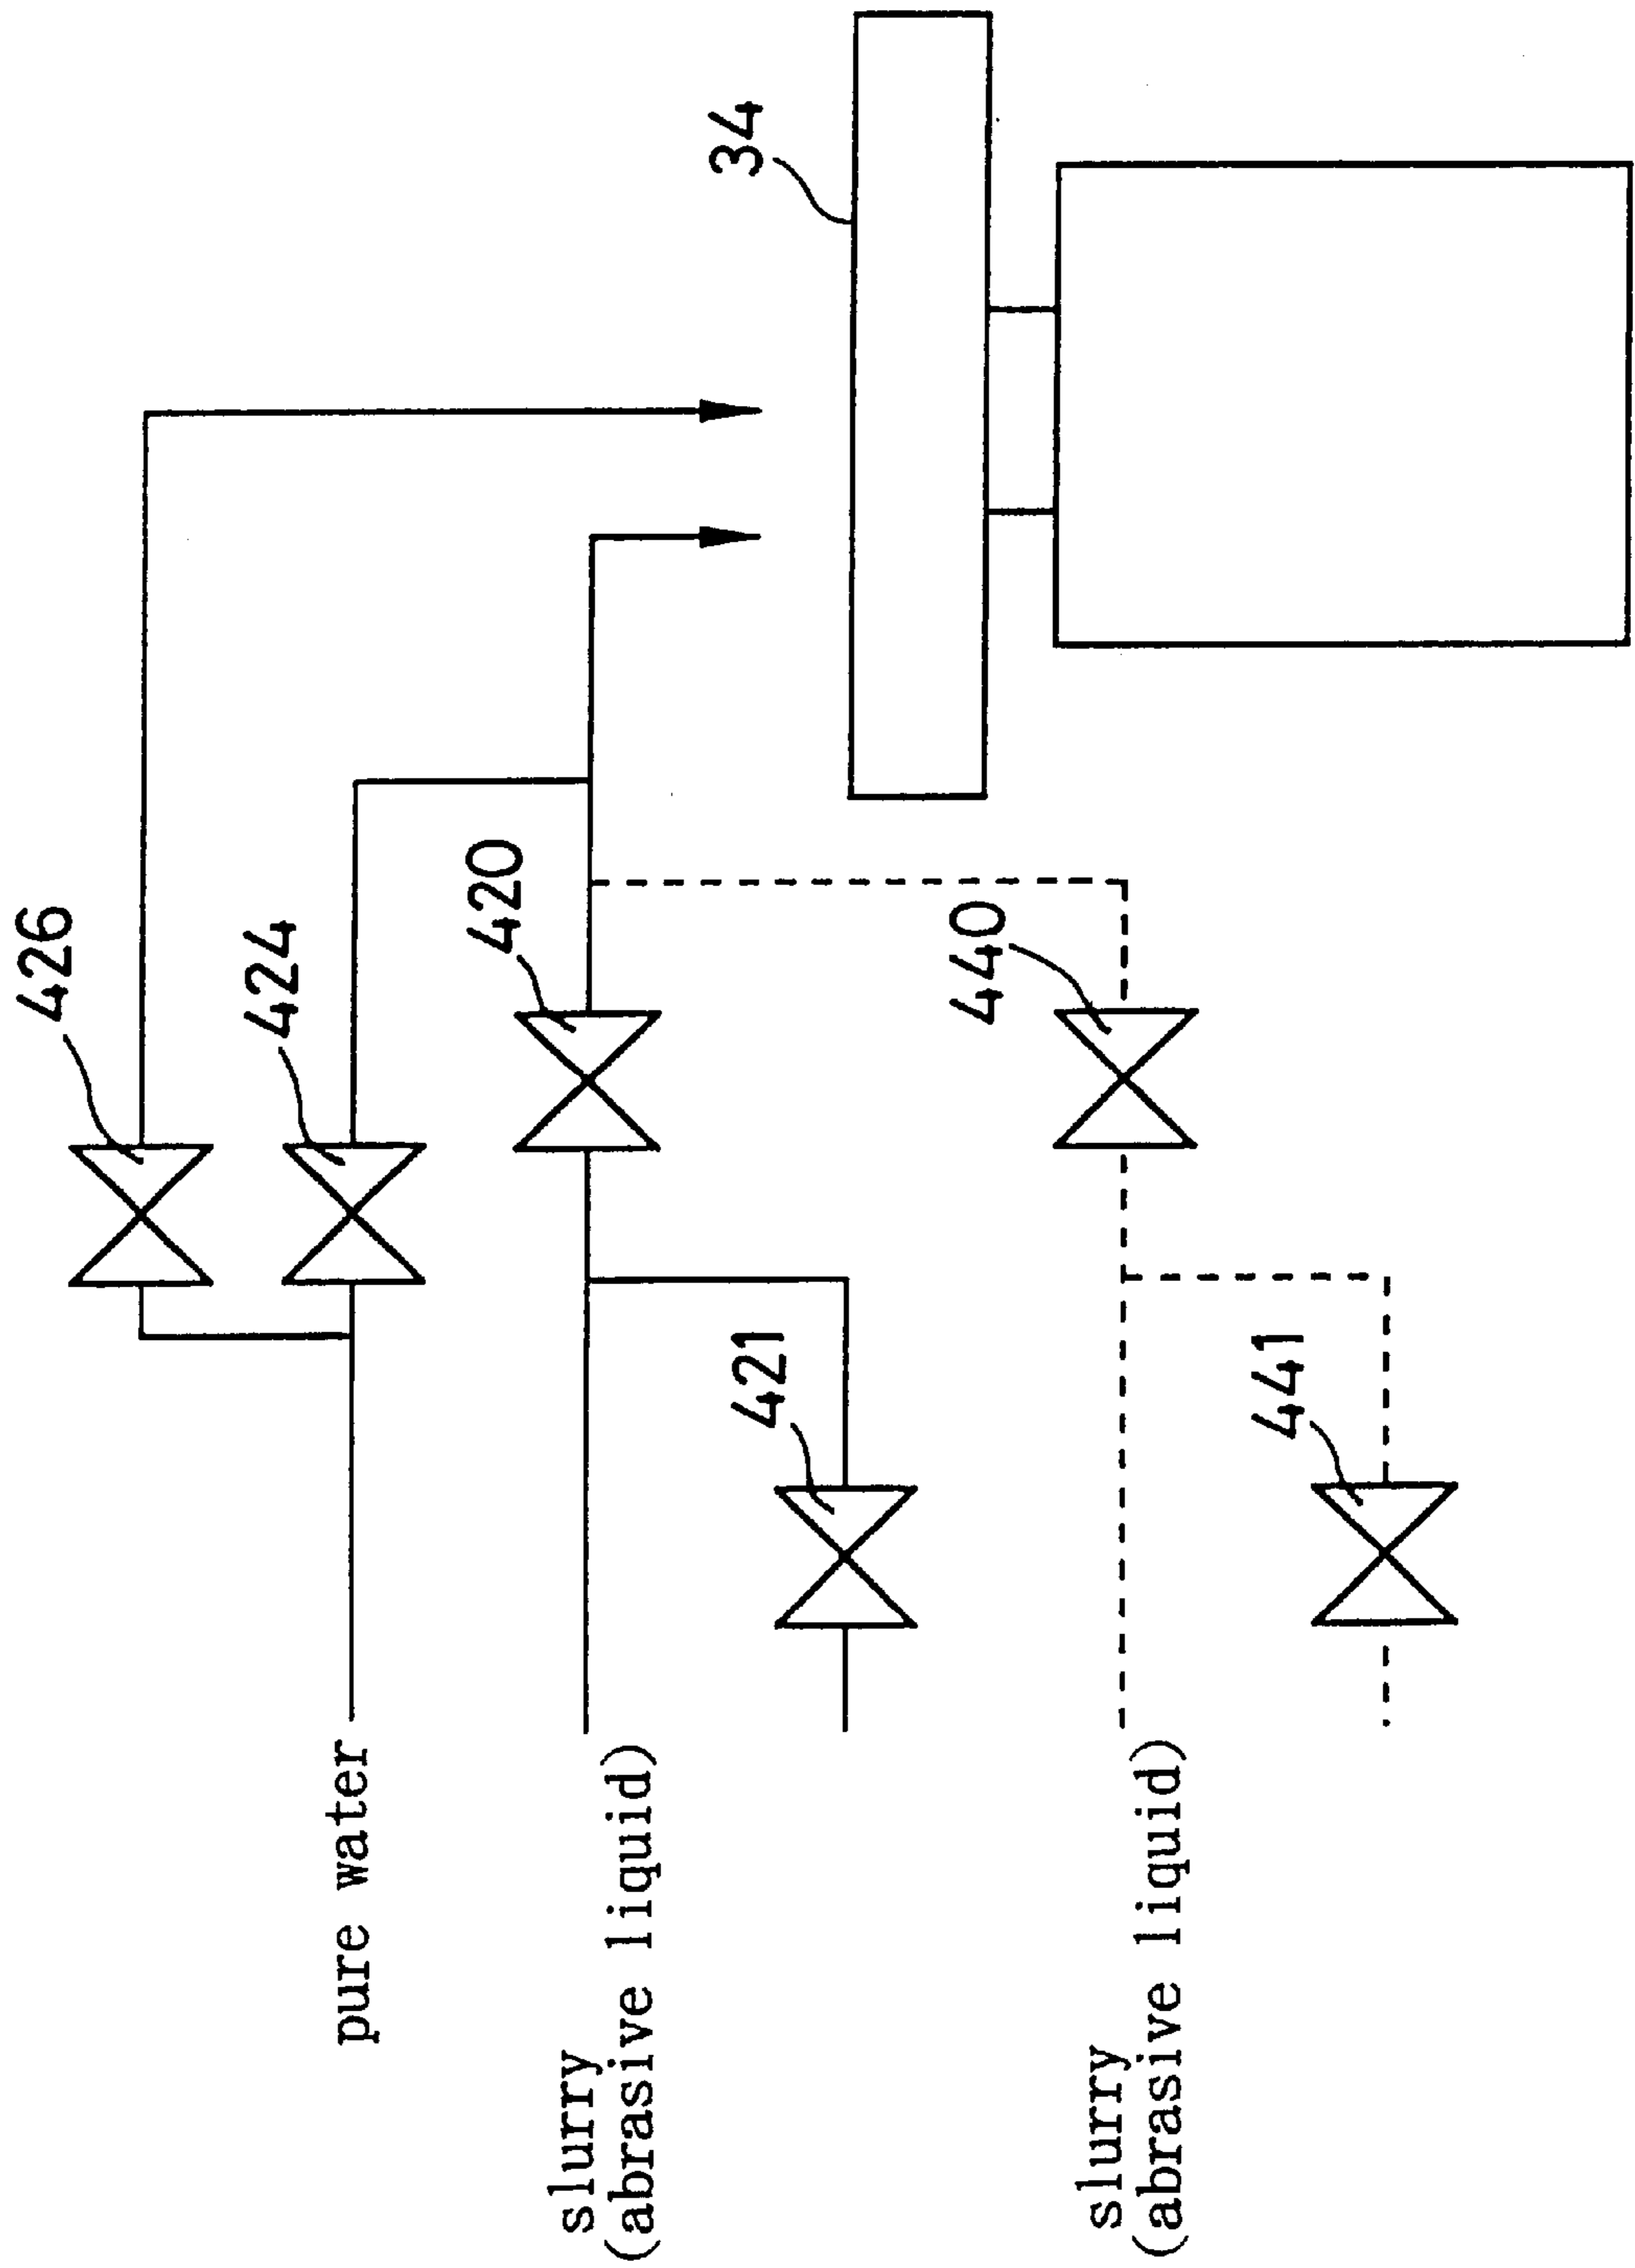 426
424
34
420
pure water
slurry
(abrasive liquid)
421
440
slurry
(abrasive liquid)
441